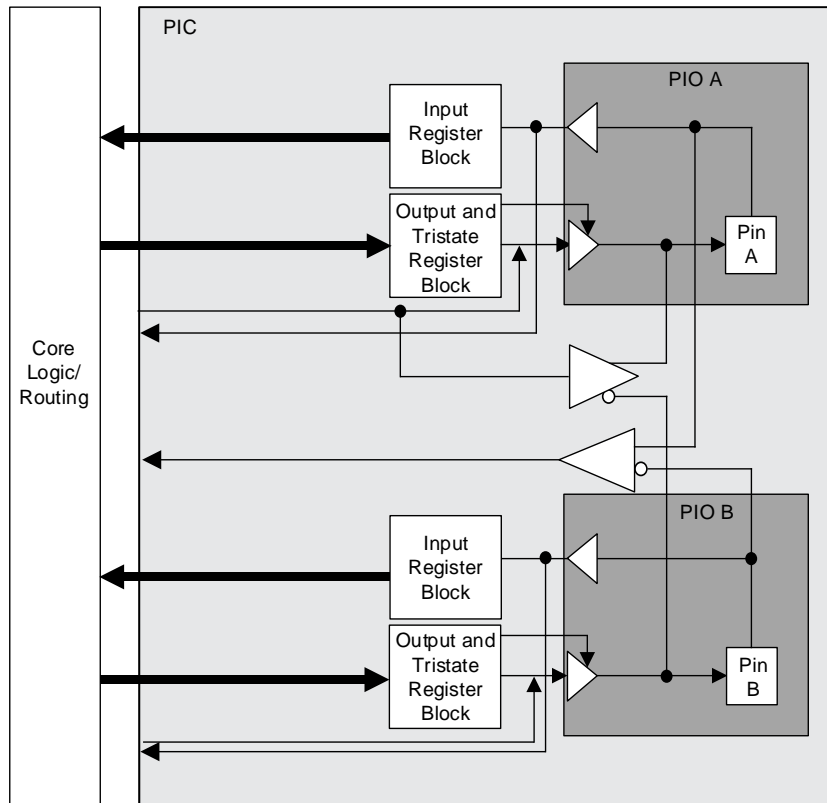 PIC
PIO A
Input
Register
Block
Output and
Tristate
Register
Block
Pin
A
Core
Logic/
Routing
PIO B
Input
Register
Block
Output and
Tristate
Register
Block
Pin
B